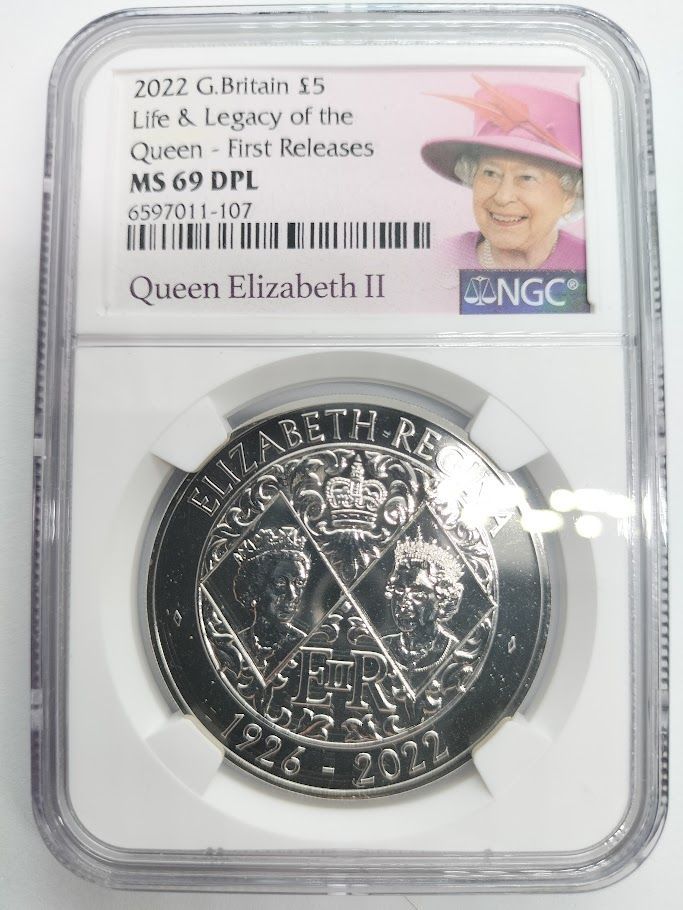 2022 G.Britain £5
Life & Legacy of the
Queen - First Releases
MS 69 DPL
6597011-107
Queen Elizabeth II
NGC®
ELIZABETH · REGINA
EIIR
1926 - 2022